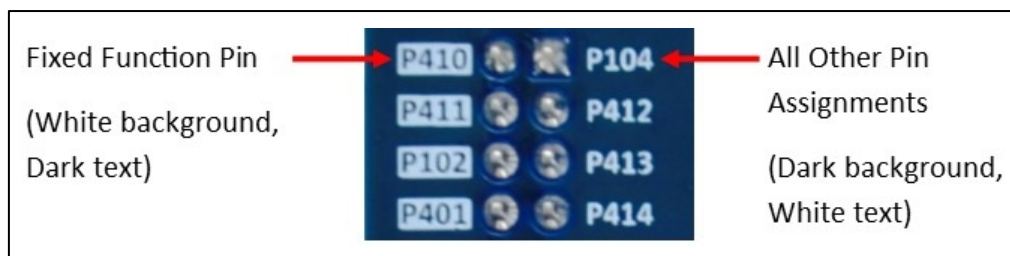 Fixed Function Pin
(White background,
Dark text)
P410
P104
P411
P412
P102
P413
P401
P414
All Other Pin
Assignments
(Dark background,
White text)